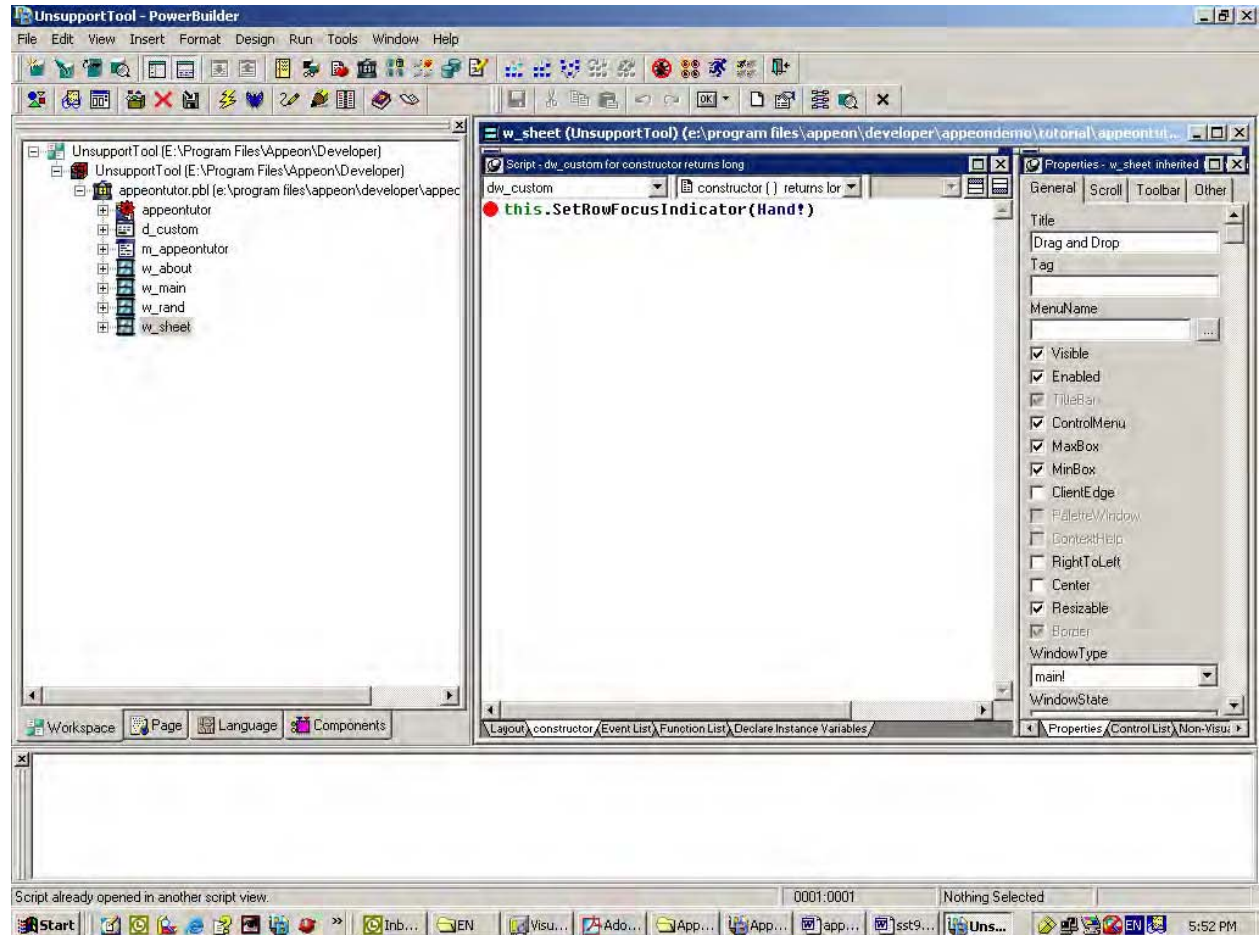 UnsupportTool - PowerBuilder
File Edit View Insert Format Design Run Tools Window Help
OK
UnsupportTool (E:\Program Files\Appeon\Developer)
UnsupportTool (E:\Program Files\Appeon\Developer)
appeontutor.pbl (e:\program files\appeon\developer\appec
appeontutor
d_custom
m_appeontutor
w_about
w_main
w_rand
w_sheet
Workspace Page Language Components
w_sheet (UnsupportTool) (e:\program files\appeon\developer\appeondemo\tutorial\appeontut...
Script - dw_custom for constructor returns long
dw_custom constructor ( ) returns lor
this.SetRowFocusIndicator(Hand!)
Layout constructor Event List Function List Declare Instance Variables
Properties - w_sheet inherited
General Scroll Toolbar Other
Title
Drag and Drop
Tag
MenuName
...
Visible
Enabled
TitleBar
ControlMenu
MaxBox
MinBox
ClientEdge
PaletteWindow
ContextHelp
RightToLeft
Center
Resizable
Border
WindowType
main!
WindowState
Properties Control List Non-Visua
Script already opened in another script view. 0001:0001 Nothing Selected
Start » Inb... EN Visu... Ado... App... App... app... sst9... Uns... EN 5:52 PM